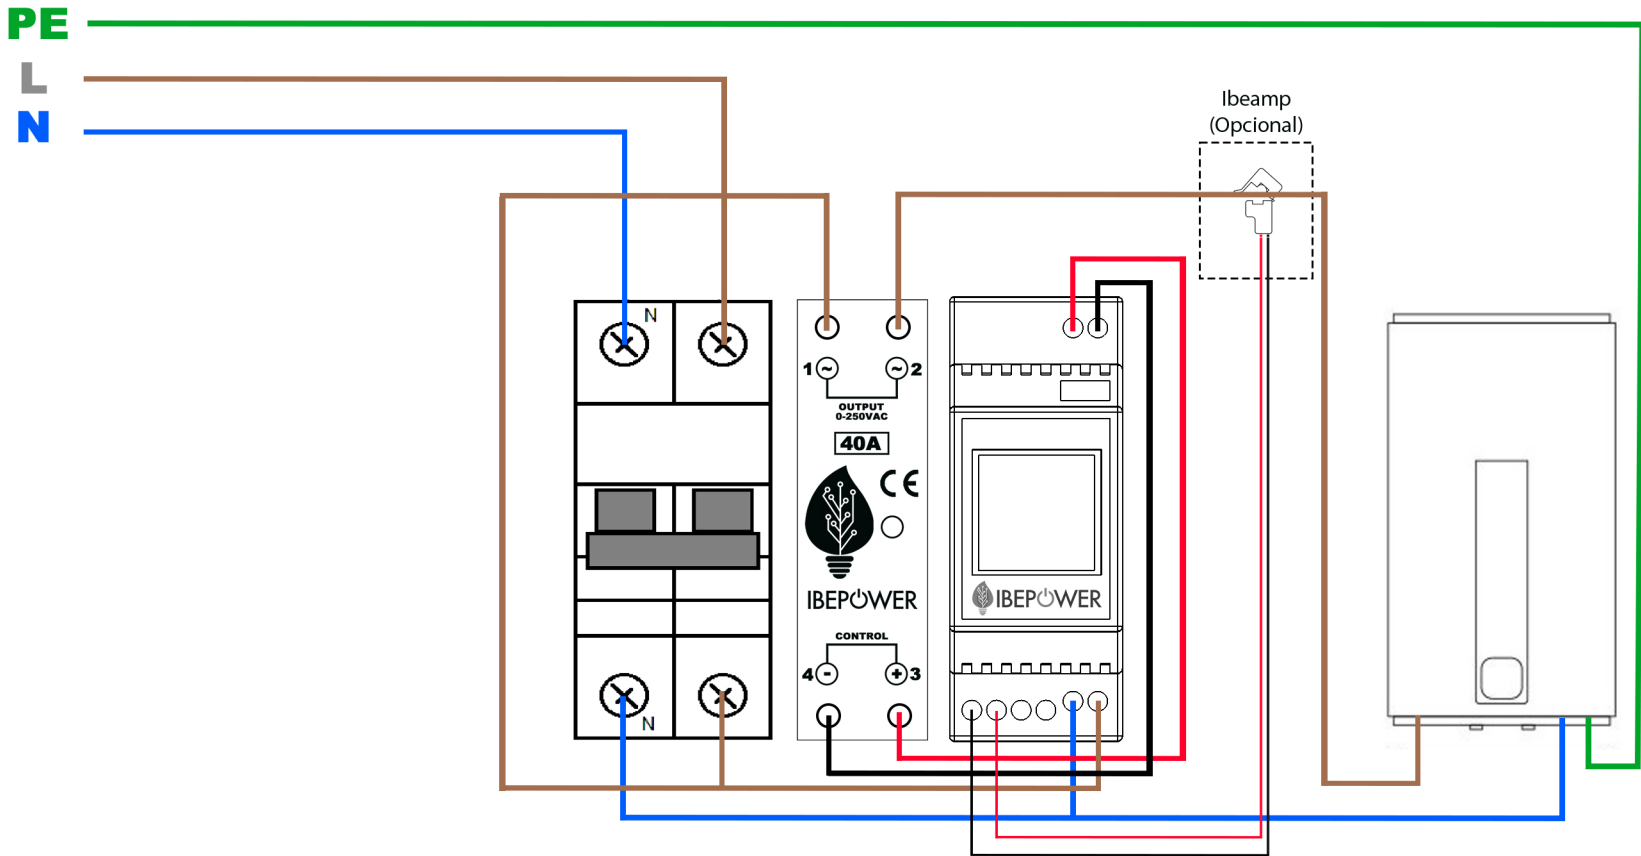 PE
L
N
Ibeamp
(Opcional)
N
1 ~ ~ 2
OUTPUT
0-250VAC
40A
CE
IBEPOWER
IBEPOWER
CONTROL
4 - + 3
N